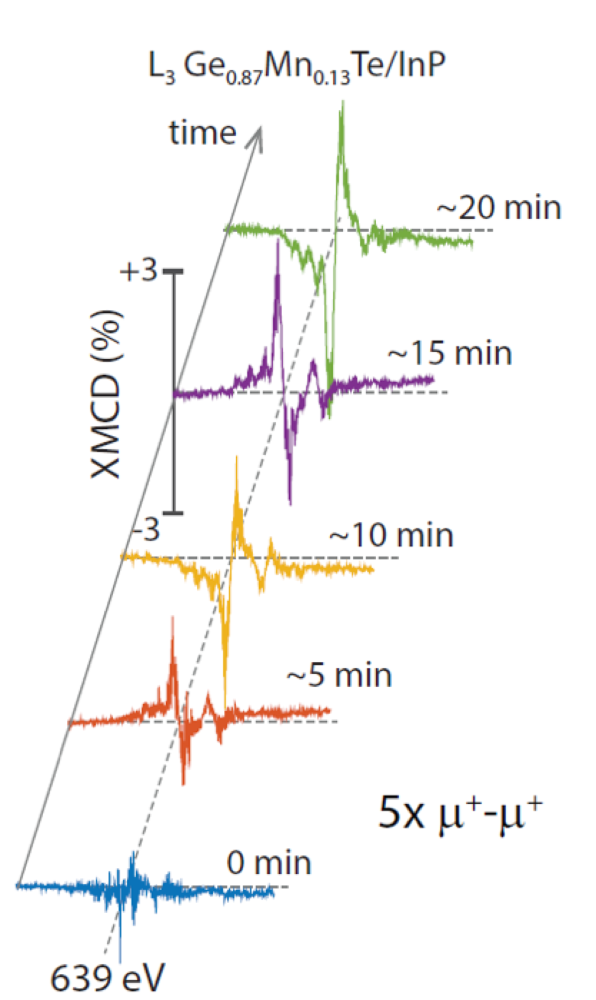 L₃ Ge₀.₈₇Mn₀.₁₃Te/InP
time
~20 min
+3
XMCD (%)
~15 min
-3
~10 min
~5 min
5x μ⁺-μ⁺
0 min
639 eV